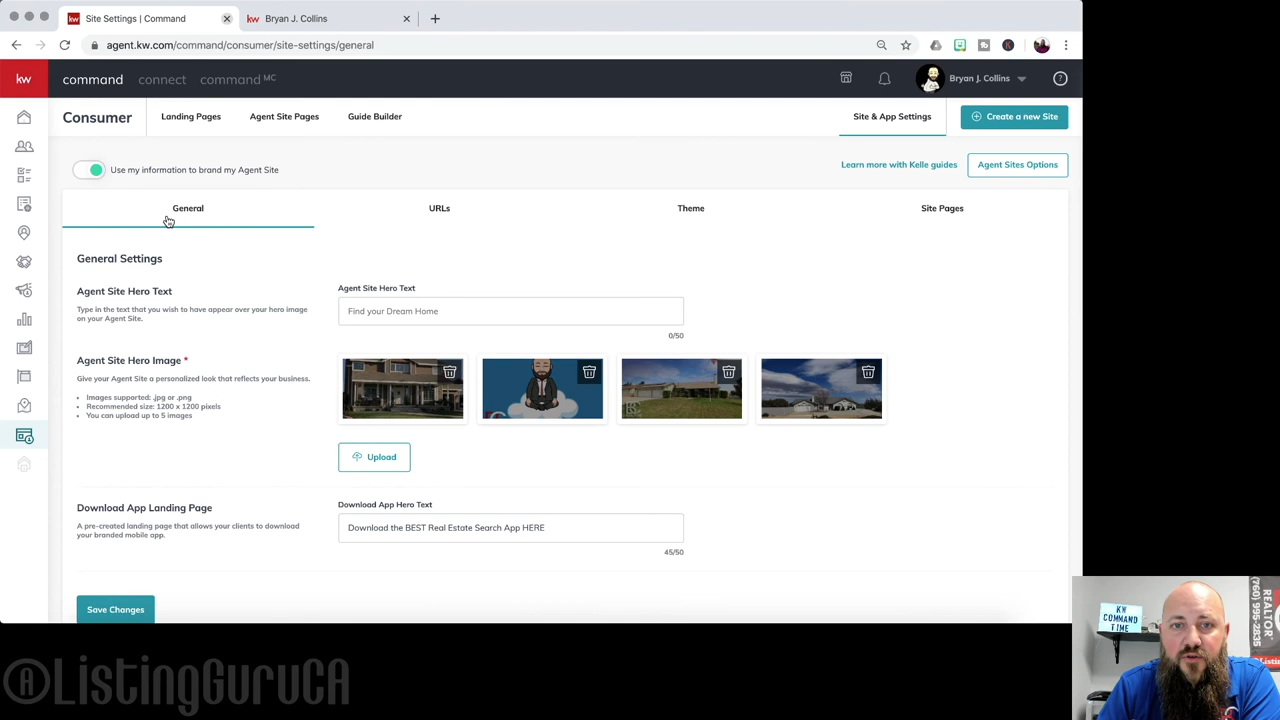 Site Settings | Command
kw Bryan J. Collins
agent.kw.com/command/consumer/site-settings/general
kw
command connect command MC
Bryan J. Collins
Consumer
Landing Pages
Agent Site Pages
Guide Builder
Site & App Settings
Create a new Site
Use my information to brand my Agent Site
Learn more with Kelle guides
Agent Sites Options
General
URLs
Theme
Site Pages
General Settings
Agent Site Hero Text
Type in the text that you wish to have appear over your hero image
on your Agent Site.
Agent Site Hero Text
Find your Dream Home
0/50
Agent Site Hero Image *
Give your Agent Site a personalized look that reflects your business.
• Images supported: .jpg or .png
• Recommended size: 1200 x 1200 pixels
• You can upload up to 5 images
Upload
Download App Landing Page
A pre-created landing page that allows your clients to download
your branded mobile app.
Download App Hero Text
Download the BEST Real Estate Search App HERE
45/50
Save Changes
KW
COMMAND
TIME
REALTOR
(760) 995-2835
@ListingGuruCA